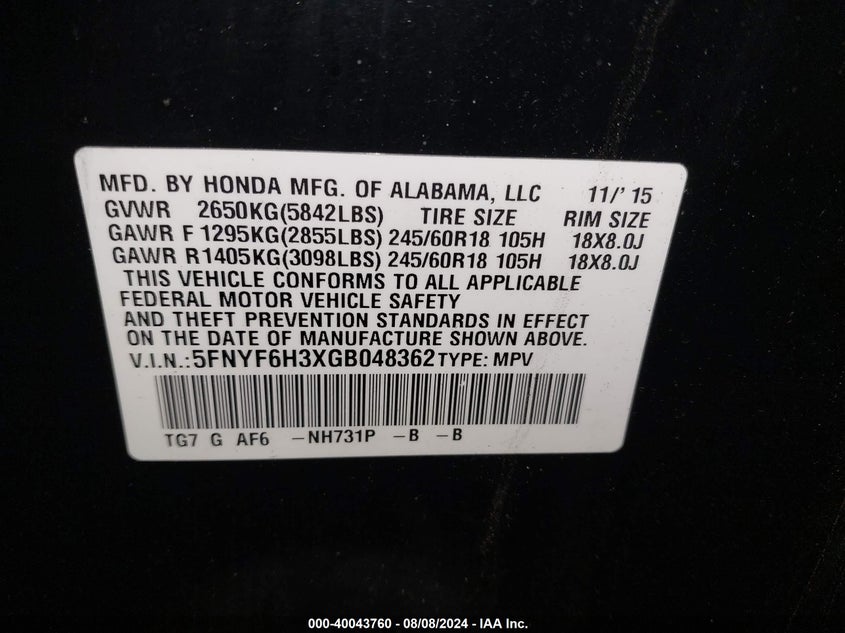 MFD. BY HONDA MFG. OF ALABAMA, LLC 11/' 15
GVWR 2650KG(5842LBS) TIRE SIZE RIM SIZE
GAWR F 1295KG(2855LBS) 245/60R18 105H 18X8.0J
GAWR R 1405KG(3098LBS) 245/60R18 105H 18X8.0J
THIS VEHICLE CONFORMS TO ALL APPLICABLE
FEDERAL MOTOR VEHICLE SAFETY
AND THEFT PREVENTION STANDARDS IN EFFECT
ON THE DATE OF MANUFACTURE SHOWN ABOVE.
V.I.N.: 5FNYF6H3XGB048362 TYPE: MPV
TG7 G AF6 -NH731P -B -B
000-40043760 - 08/08/2024 - IAA Inc.